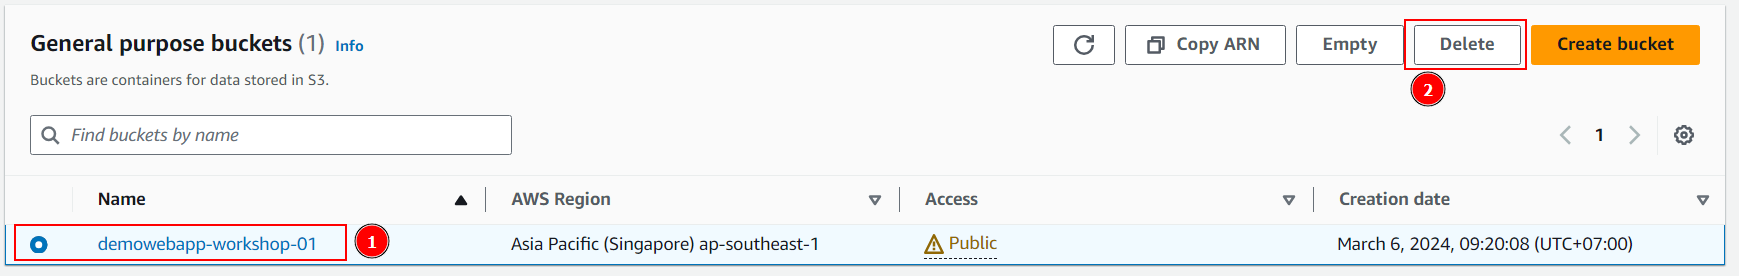 General purpose buckets (1) Info
Copy ARN
Empty
Delete
Create bucket
Buckets are containers for data stored in S3.
2
Find buckets by name
1
Name
AWS Region
Access
Creation date
demowebapp-workshop-01
1
Asia Pacific (Singapore) ap-southeast-1
Public
March 6, 2024, 09:20:08 (UTC+07:00)